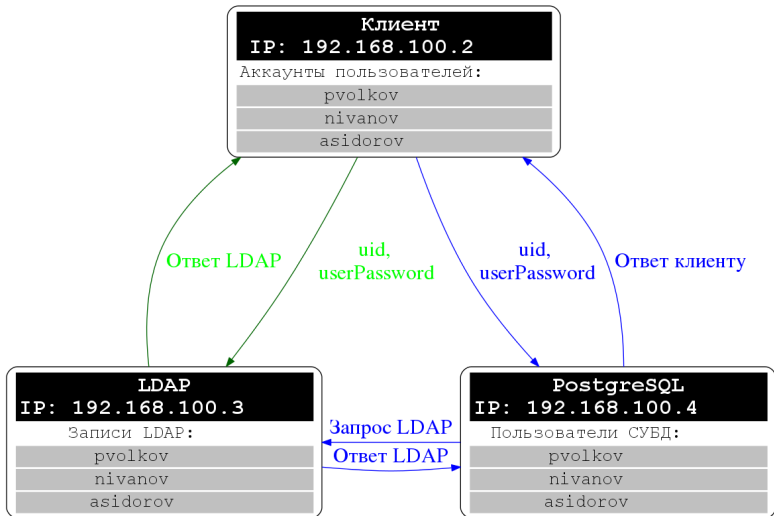 Клиент
IP: 192.168.100.2
Аккаунты пользователей:
pvolkov
nivanov
asidorov
Ответ LDAP
uid,
userPassword
uid,
userPassword
Ответ клиенту
LDAP
IP: 192.168.100.3
Записи LDAP:
pvolkov
nivanov
asidorov
Запрос LDAP
Ответ LDAP
PostgreSQL
IP: 192.168.100.4
Пользователи СУБД:
pvolkov
nivanov
asidorov